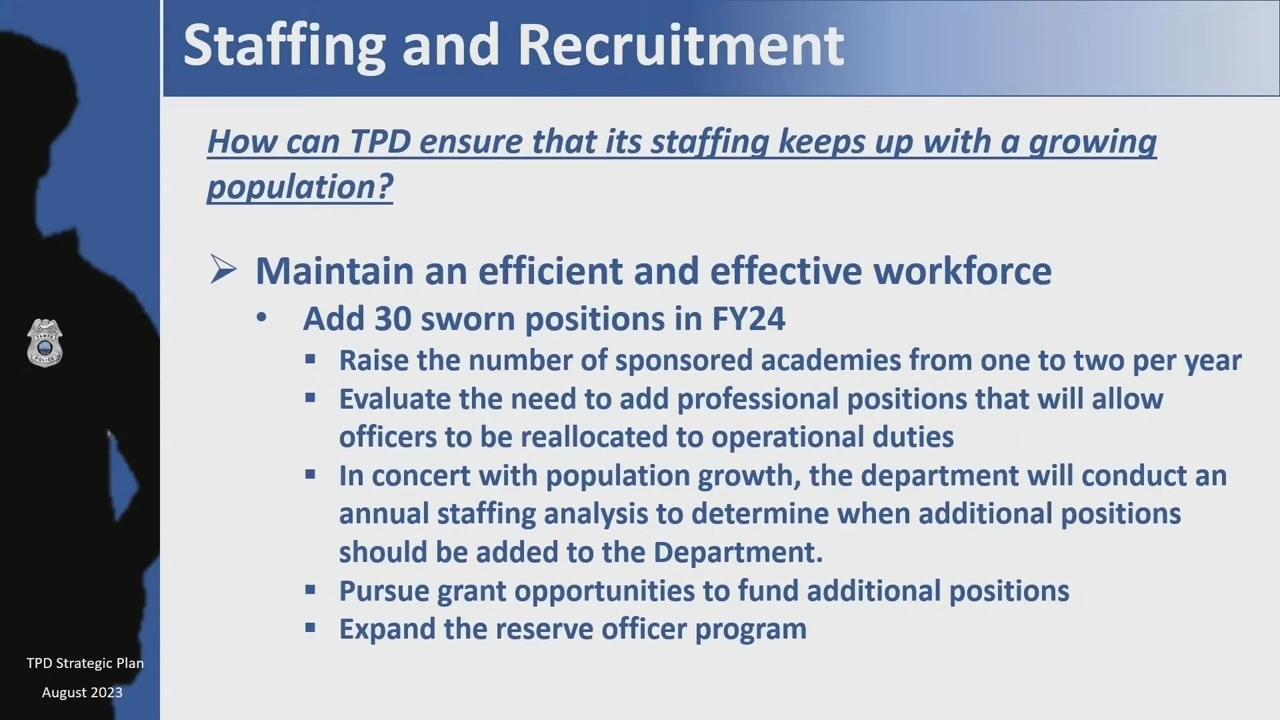 Staffing and Recruitment
How can TPD ensure that its staffing keeps up with a growing
population?
➢ Maintain an efficient and effective workforce
• Add 30 sworn positions in FY24
▪ Raise the number of sponsored academies from one to two per year
▪ Evaluate the need to add professional positions that will allow
officers to be reallocated to operational duties
▪ In concert with population growth, the department will conduct an
annual staffing analysis to determine when additional positions
should be added to the Department.
▪ Pursue grant opportunities to fund additional positions
▪ Expand the reserve officer program
TPD Strategic Plan
August 2023